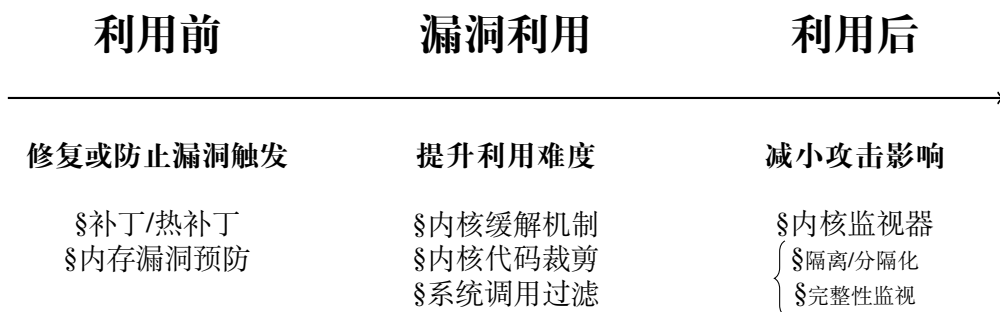 利用前 漏洞利用 利用后
修复或防止漏洞触发 提升利用难度 减小攻击影响
§补丁/热补丁 §内核缓解机制 §内核监视器
§内存漏洞预防 §内核代码裁剪 §隔离/分隔化
§系统调用过滤 §完整性监视